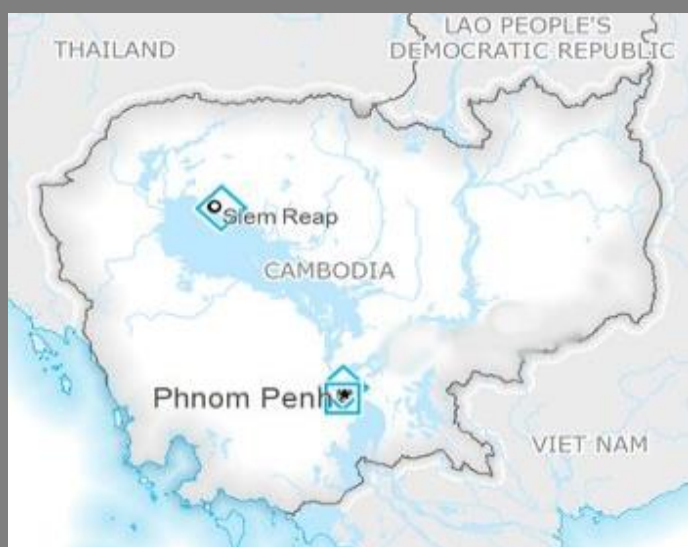 THAILAND
LAO PEOPLE'S
DEMOCRATIC REPUBLIC
Siem Reap
CAMBODIA
Phnom Penh
VIET NAM